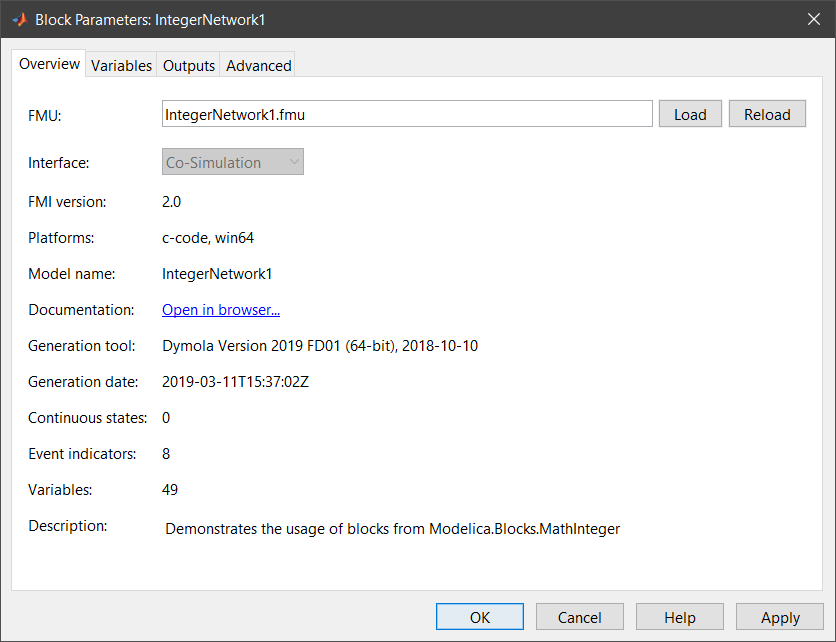 Block Parameters: IntegerNetwork1
Overview Variables Outputs Advanced
FMU: IntegerNetwork1.fmu Load Reload
Interface: Co-Simulation
FMI version: 2.0
Platforms: c-code, win64
Model name: IntegerNetwork1
Documentation: Open in browser...
Generation tool: Dymola Version 2019 FD01 (64-bit), 2018-10-10
Generation date: 2019-03-11T15:37:02Z
Continuous states: 0
Event indicators: 8
Variables: 49
Description: Demonstrates the usage of blocks from Modelica.Blocks.MathInteger
OK Cancel Help Apply